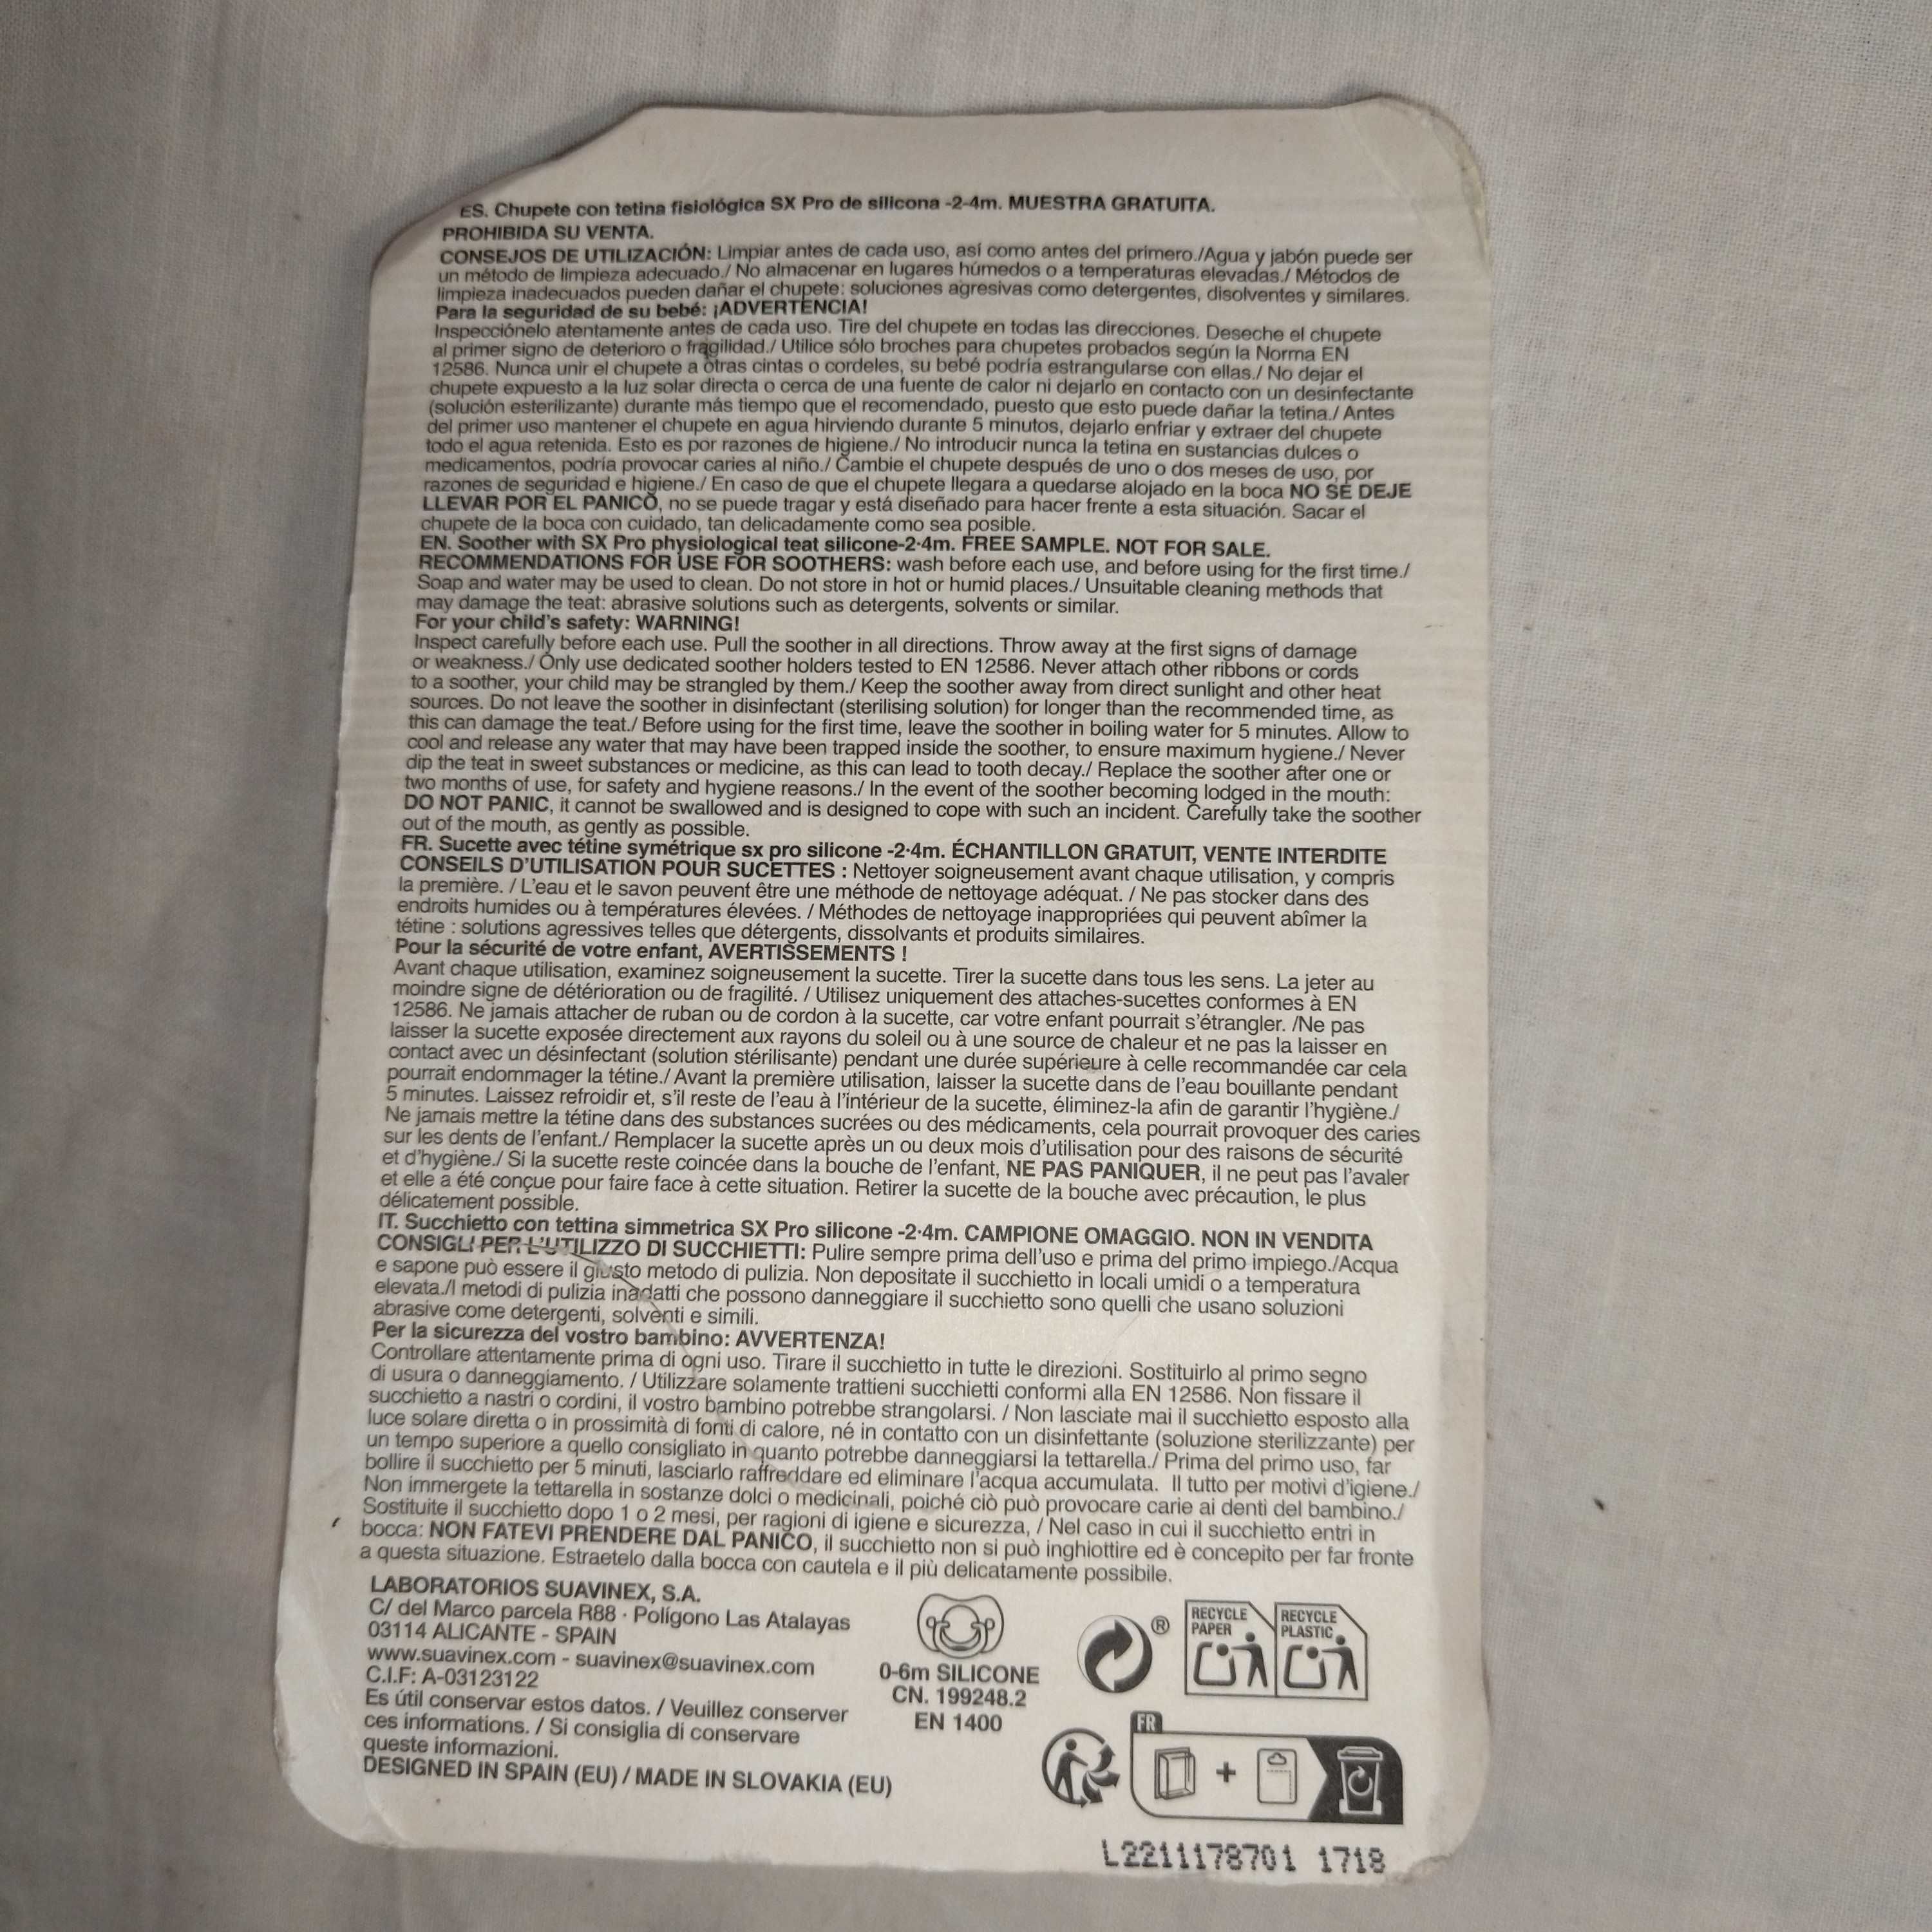 ES. Chupete con tetina fisiológica SX Pro de silicona -2-4m. MUESTRA GRATUITA.
PROHIBIDA SU VENTA.
CONSEJOS DE UTILIZACIÓN: Limpiar antes de cada uso, así como antes del primero./Agua y jabón puede ser
un método de limpieza adecuado./ No almacenar en lugares húmedos o a temperaturas elevadas./ Métodos de
limpieza inadecuados pueden dañar el chupete: soluciones agresivas como detergentes, disolventes y similares.
Para la seguridad de su bebé: ¡ADVERTENCIA!
Inspecciónelo atentamente antes de cada uso. Tire del chupete en todas las direcciones. Deseche el chupete
al primer signo de deterioro o fragilidad./ Utilice sólo broches para chupetes probados según la Norma EN
12586. Nunca unir el chupete a otras cintas o cordeles, su bebé podría estrangularse con ellas./ No dejar el
chupete expuesto a la luz solar directa o cerca de una fuente de calor ni dejarlo en contacto con un desinfectante
(solución esterilizante) durante más tiempo que el recomendado, puesto que esto puede dañar la tetina./ Antes
del primer uso mantener el chupete en agua hirviendo durante 5 minutos, dejarlo enfriar y extraer del chupete
todo el agua retenida. Esto es por razones de higiene./ No introducir nunca la tetina en sustancias dulces o
medicamentos, podría provocar caries al niño./ Cambie el chupete después de uno o dos meses de uso, por
razones de seguridad e higiene./ En caso de que el chupete llegara a quedarse alojado en la boca NO SE DEJE
LLEVAR POR EL PANICO, no se puede tragar y está diseñado para hacer frente a esta situación. Sacar el
chupete de la boca con cuidado, tan delicadamente como sea posible.
EN. Soother with SX Pro physiological teat silicone-2·4m. FREE SAMPLE. NOT FOR SALE.
RECOMMENDATIONS FOR USE FOR SOOTHERS: wash before each use, and before using for the first time./
Soap and water may be used to clean. Do not store in hot or humid places./ Unsuitable cleaning methods that
may damage the teat: abrasive solutions such as detergents, solvents or similar.
For your child's safety: WARNING!
Inspect carefully before each use. Pull the soother in all directions. Throw away at the first signs of damage
or weakness./ Only use dedicated soother holders tested to EN 12586. Never attach other ribbons or cords
to a soother, your child may be strangled by them./ Keep the soother away from direct sunlight and other heat
sources. Do not leave the soother in disinfectant (sterilising solution) for longer than the recommended time, as
this can damage the teat./ Before using for the first time, leave the soother in boiling water for 5 minutes. Allow to
cool and release any water that may have been trapped inside the soother, to ensure maximum hygiene./ Never
dip the teat in sweet substances or medicine, as this can lead to tooth decay./ Replace the soother after one or
two months of use, for safety and hygiene reasons./ In the event of the soother becoming lodged in the mouth:
DO NOT PANIC, it cannot be swallowed and is designed to cope with such an incident. Carefully take the soother
out of the mouth, as gently as possible.
FR. Sucette avec tétine symétrique sx pro silicone -2·4m. ÉCHANTILLON GRATUIT, VENTE INTERDITE
CONSEILS D'UTILISATION POUR SUCETTES : Nettoyer soigneusement avant chaque utilisation, y compris
la première. / L'eau et le savon peuvent être une méthode de nettoyage adéquat. / Ne pas stocker dans des
endroits humides ou à températures élevées. / Méthodes de nettoyage inappropriées qui peuvent abîmer la
tétine : solutions agressives telles que détergents, dissolvants et produits similaires.
Pour la sécurité de votre enfant, AVERTISSEMENTS !
Avant chaque utilisation, examinez soigneusement la sucette. Tirer la sucette dans tous les sens. La jeter au
moindre signe de détérioration ou de fragilité. / Utilisez uniquement des attaches-sucettes conformes à EN
12586. Ne jamais attacher de ruban ou de cordon à la sucette, car votre enfant pourrait s'étrangler. /Ne pas
laisser la sucette exposée directement aux rayons du soleil ou à une source de chaleur et ne pas la laisser en
contact avec un désinfectant (solution stérilisante) pendant une durée supérieure à celle recommandée car cela
pourrait endommager la tétine./ Avant la première utilisation, laisser la sucette dans de l'eau bouillante pendant
5 minutes. Laissez refroidir et, s'il reste de l'eau à l'intérieur de la sucette, éliminez-la afin de garantir l'hygiène./
Ne jamais mettre la tétine dans des substances sucrées ou des médicaments, cela pourrait provoquer des caries
sur les dents de l'enfant./ Remplacer la sucette après un ou deux mois d'utilisation pour des raisons de sécurité
et d'hygiène./ Si la sucette reste coincée dans la bouche de l'enfant, NE PAS PANIQUER, il ne peut pas l'avaler
et elle a été conçue pour faire face à cette situation. Retirer la sucette de la bouche avec précaution, le plus
délicatement possible.
IT. Succhietto con tettina simmetrica SX Pro silicone -2·4m. CAMPIONE OMAGGIO. NON IN VENDITA
CONSIGLI PER L'UTILIZZO DI SUCCHIETTI: Pulire sempre prima dell'uso e prima del primo impiego./Acqua
e sapone può essere il giusto metodo di pulizia. Non depositate il succhietto in locali umidi o a temperatura
elevata./I metodi di pulizia inadatti che possono danneggiare il succhietto sono quelli che usano soluzioni
abrasive come detergenti, solventi e simili.
Per la sicurezza del vostro bambino: AVVERTENZA!
Controllare attentamente prima di ogni uso. Tirare il succhietto in tutte le direzioni. Sostituirlo al primo segno
di usura o danneggiamento. / Utilizzare solamente trattieni succhietti conformi alla EN 12586. Non fissare il
succhietto a nastri o cordini, il vostro bambino potrebbe strangolarsi. / Non lasciate mai il succhietto esposto alla
luce solare diretta o in prossimità di fonti di calore, né in contatto con un disinfettante (soluzione sterilizzante) per
un tempo superiore a quello consigliato in quanto potrebbe danneggiarsi la tettarella./ Prima del primo uso, far
bollire il succhietto per 5 minuti, lasciarlo raffreddare ed eliminare l'acqua accumulata. Il tutto per motivi d'igiene./
Non immergete la tettarella in sostanze dolci o medicinali, poiché ciò può provocare carie ai denti del bambino./
Sostituite il succhietto dopo 1 o 2 mesi, per ragioni di igiene e sicurezza, / Nel caso in cui il succhietto entri in
bocca: NON FATEVI PRENDERE DAL PANICO, il succhietto non si può inghiottire ed è concepito per far fronte
a questa situazione. Estraetelo dalla bocca con cautela e il più delicatamente possibile.
LABORATORIOS SUAVINEX, S.A.
C/ del Marco parcela R88 · Polígono Las Atalayas
03114 ALICANTE - SPAIN
www.suavinex.com - suavinex@suavinex.com
C.I.F: A-03123122
Es útil conservar estos datos. / Veuillez conserver
ces informations. / Si consiglia di conservare
queste informazioni.
DESIGNED IN SPAIN (EU) / MADE IN SLOVAKIA (EU)
0-6m SILICONE
CN. 199248.2
EN 1400
®
RECYCLE
PAPER
RECYCLE
PLASTIC
FR
+
L2211178701 1718